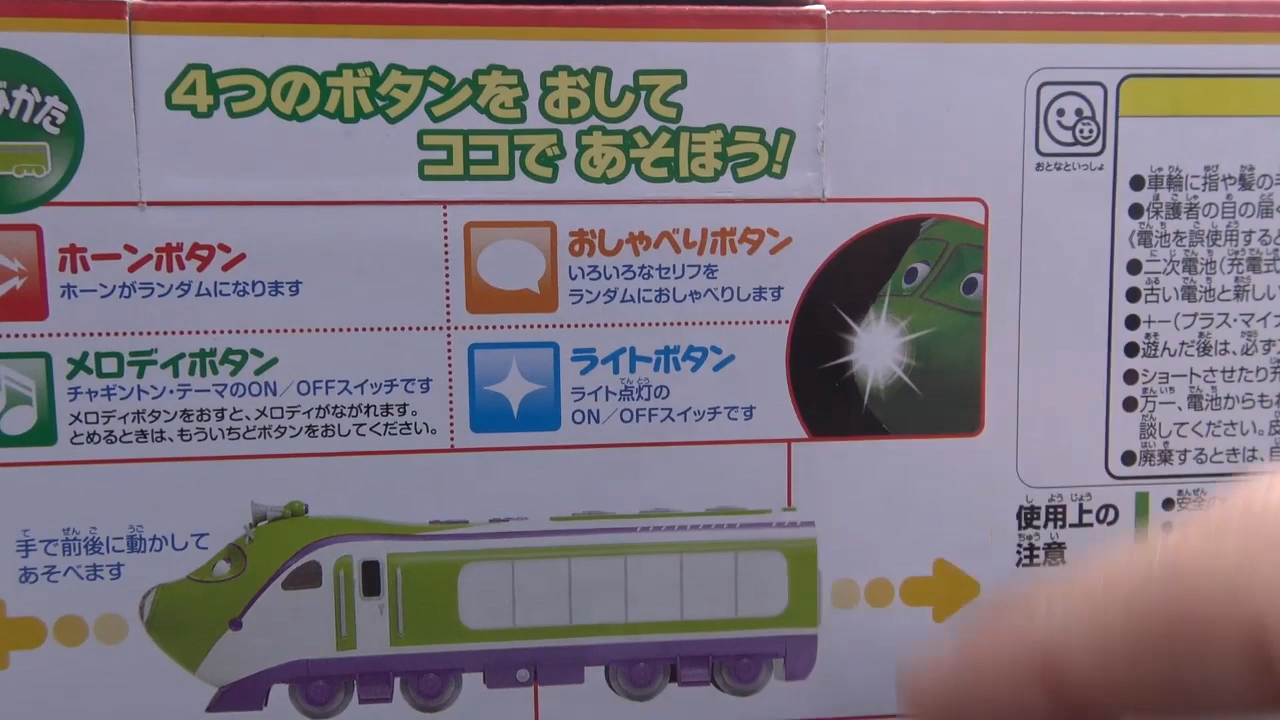 かた
4つのボタンを おして
ココで あそぼう!
ホーンボタン
ホーンがランダムになります
おしゃべりボタン
いろいろなセリフを
ランダムにおしゃべりします
メロディボタン
チャギントン・テーマのON／OFFスイッチです
メロディボタンをおすと、メロディがながれます。
とめるときは、もういちどボタンをおしてください。
ライトボタン
ライト点灯の
ON／OFFスイッチです
手で前後に動かして
あそべます
おとなといっしょ
●車輪に指や髪の
●保護者の目の届
《電池を誤使用する
●二次電池(充電式
●古い電池と新しい
●+−(プラス・マイ
●遊んだ後は、必ず
●ショートさせたり
●万一、電池からも
談してください。
●廃棄するときは、
使用上の
注意
●安全